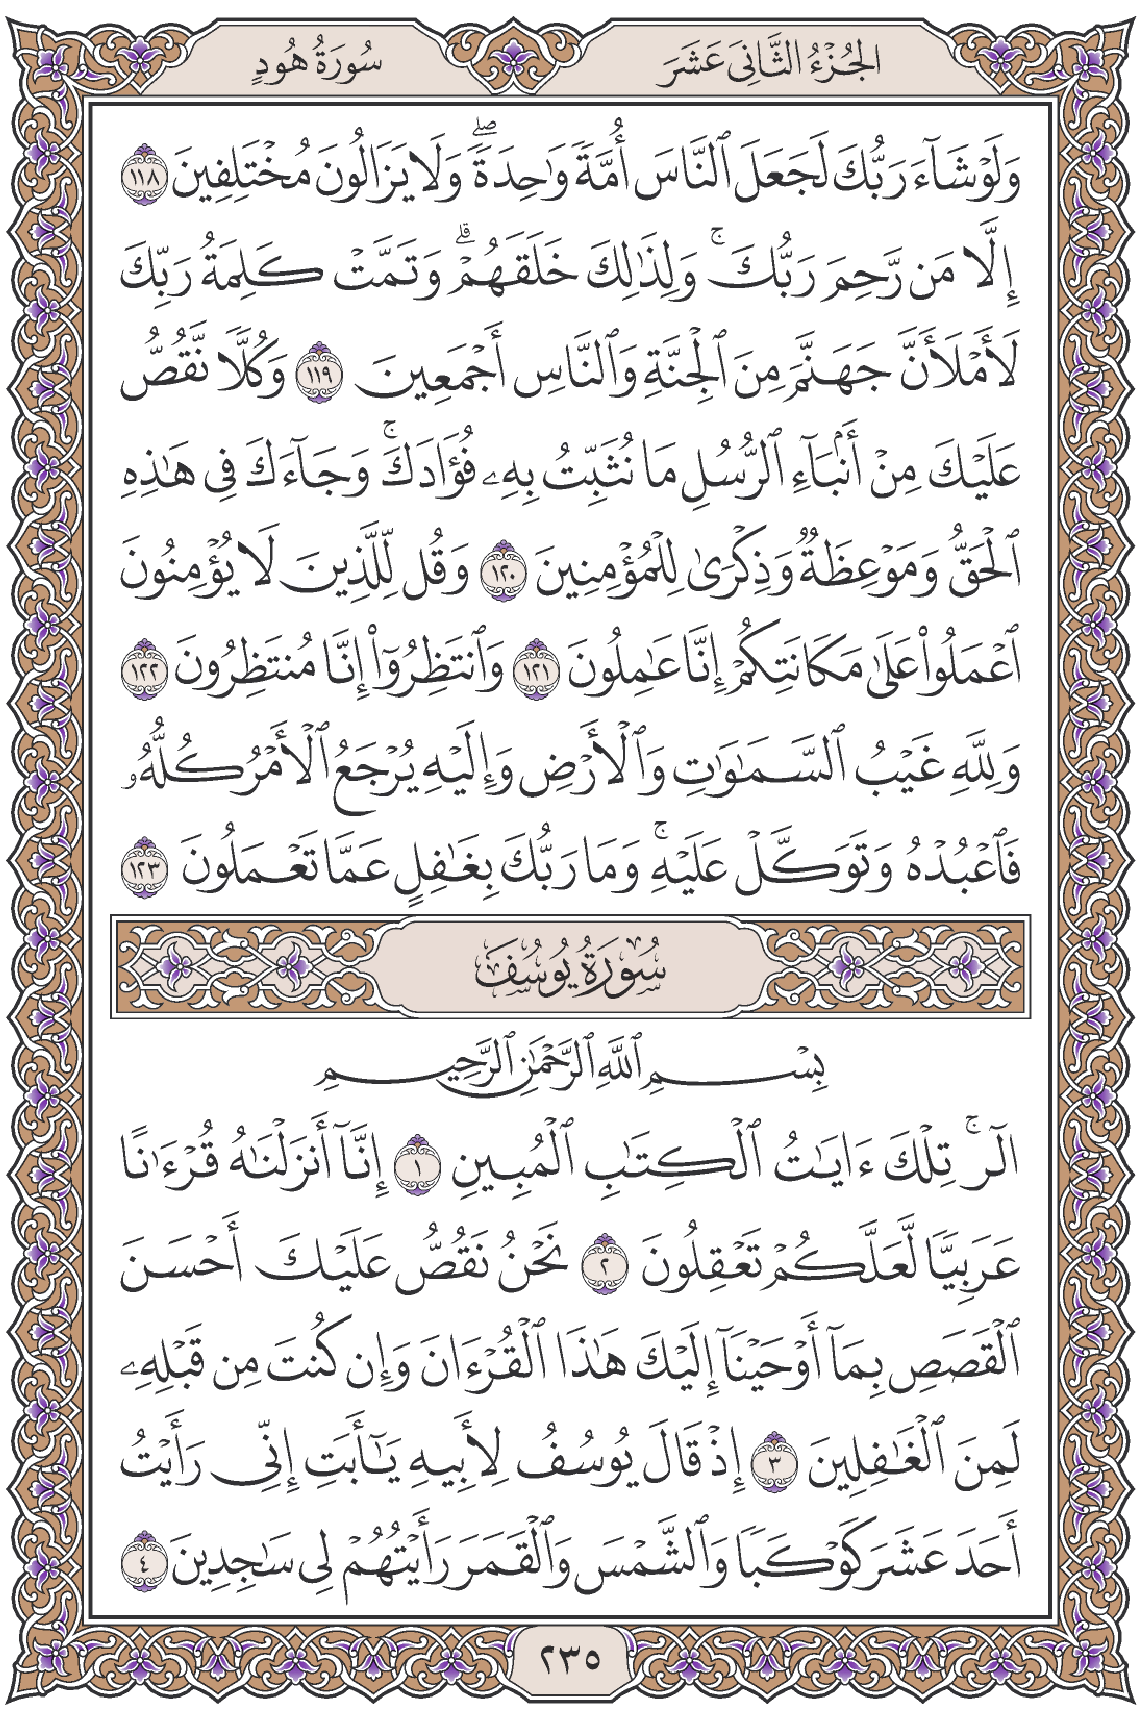 الجُزْءُ الثَّانِيَ عَشَرَ
سُورَةُ هُودٍ
وَلَوْ شَآءَ رَبُّكَ لَجَعَلَ ٱلنَّاسَ أُمَّةً وَٰحِدَةً ۖ وَلَا يَزَالُونَ مُخْتَلِفِينَ ١١٨
إِلَّا مَن رَّحِمَ رَبُّكَ ۚ وَلِذَٰلِكَ خَلَقَهُمْ ۗ وَتَمَّتْ كَلِمَةُ رَبِّكَ
لَأَمْلَأَنَّ جَهَنَّمَ مِنَ ٱلْجِنَّةِ وَٱلنَّاسِ أَجْمَعِينَ ١١٩ وَكُلًّا نَّقُصُّ
عَلَيْكَ مِنْ أَنۢبَآءِ ٱلرُّسُلِ مَا نُثَبِّتُ بِهِۦ فُؤَادَكَ ۚ وَجَآءَكَ فِى هَٰذِهِ
ٱلْحَقُّ وَمَوْعِظَةٌ وَذِكْرَىٰ لِلْمُؤْمِنِينَ ١٢٠ وَقُل لِّلَّذِينَ لَا يُؤْمِنُونَ
ٱعْمَلُوا۟ عَلَىٰ مَكَانَتِكُمْ إِنَّا عَٰمِلُونَ ١٢١ وَٱنتَظِرُوٓا۟ إِنَّا مُنتَظِرُونَ ١٢٢
وَلِلَّهِ غَيْبُ ٱلسَّمَٰوَٰتِ وَٱلْأَرْضِ وَإِلَيْهِ يُرْجَعُ ٱلْأَمْرُ كُلُّهُۥ
فَٱعْبُدْهُ وَتَوَكَّلْ عَلَيْهِ ۚ وَمَا رَبُّكَ بِغَٰفِلٍ عَمَّا تَعْمَلُونَ ١٢٣
سُورَةُ يُوسُفَ
بِسْمِ ٱللَّهِ ٱلرَّحْمَٰنِ ٱلرَّحِيمِ
الٓر ۚ تِلْكَ ءَايَٰتُ ٱلْكِتَٰبِ ٱلْمُبِينِ ١ إِنَّآ أَنزَلْنَٰهُ قُرْءَٰنًا
عَرَبِيًّا لَّعَلَّكُمْ تَعْقِلُونَ ٢ نَحْنُ نَقُصُّ عَلَيْكَ أَحْسَنَ
ٱلْقَصَصِ بِمَآ أَوْحَيْنَآ إِلَيْكَ هَٰذَا ٱلْقُرْءَانَ وَإِن كُنتَ مِن قَبْلِهِۦ
لَمِنَ ٱلْغَٰفِلِينَ ٣ إِذْ قَالَ يُوسُفُ لِأَبِيهِ يَٰٓأَبَتِ إِنِّى رَأَيْتُ
أَحَدَ عَشَرَ كَوْكَبًا وَٱلشَّمْسَ وَٱلْقَمَرَ رَأَيْتُهُمْ لِى سَٰجِدِينَ ٤
٢٣٥